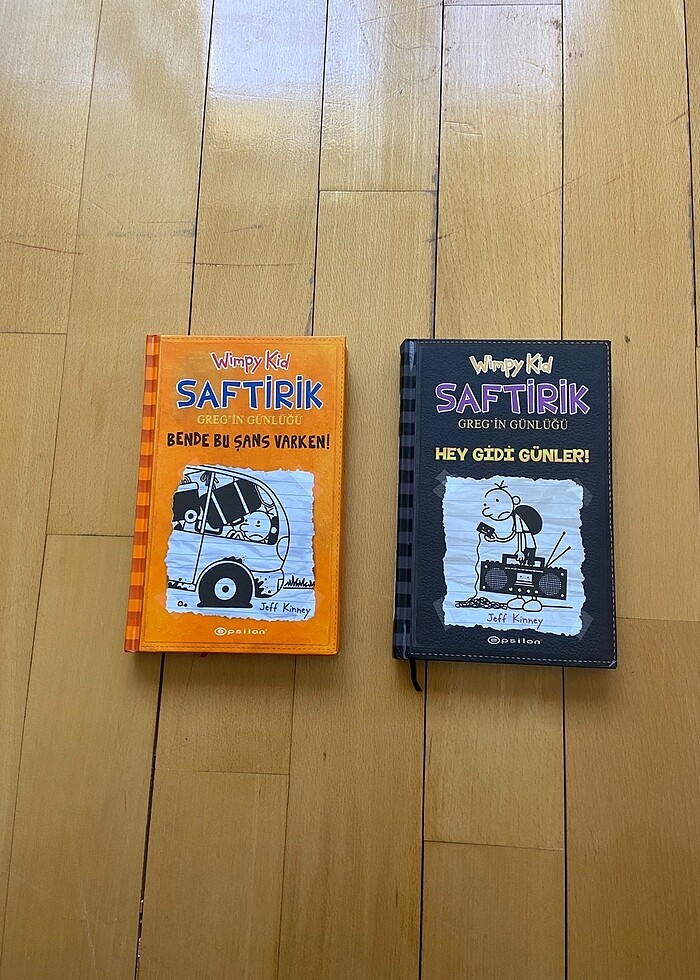 Wimpy Kid
SAFTİRİK
GREG'İN GÜNLÜĞÜ
BENDE BU ŞANS VARKEN!
Jeff Kinney
epsilon
Wimpy Kid
SAFTİRİK
GREG'İN GÜNLÜĞÜ
HEY GİDİ GÜNLER!
Jeff Kinney
epsilon